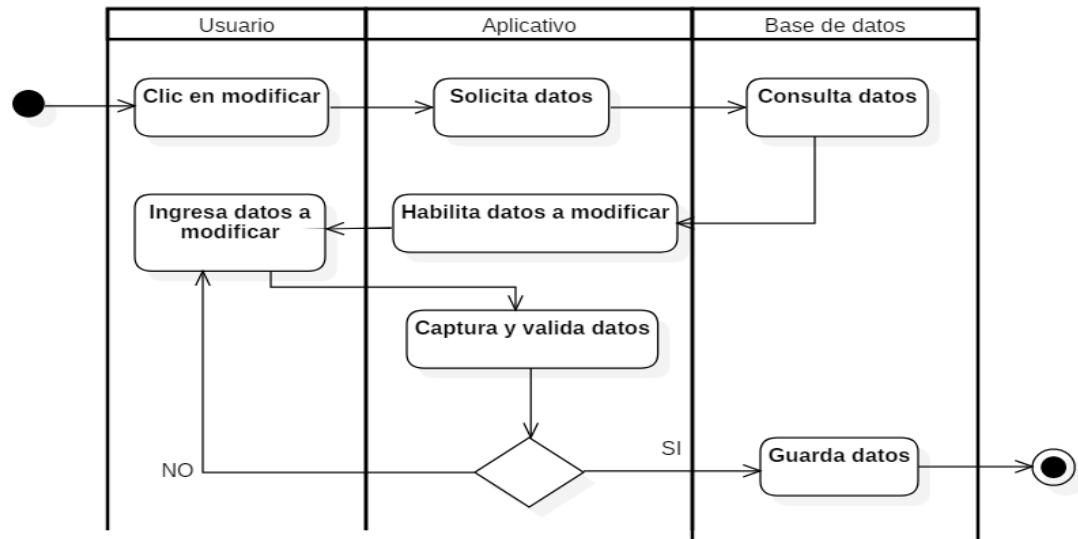 Usuario
Aplicativo
Base de datos
Clic en modificar
Solicita datos
Consulta datos
Ingresa datos a
modificar
Habilita datos a modificar
Captura y valida datos
NO
SI
Guarda datos